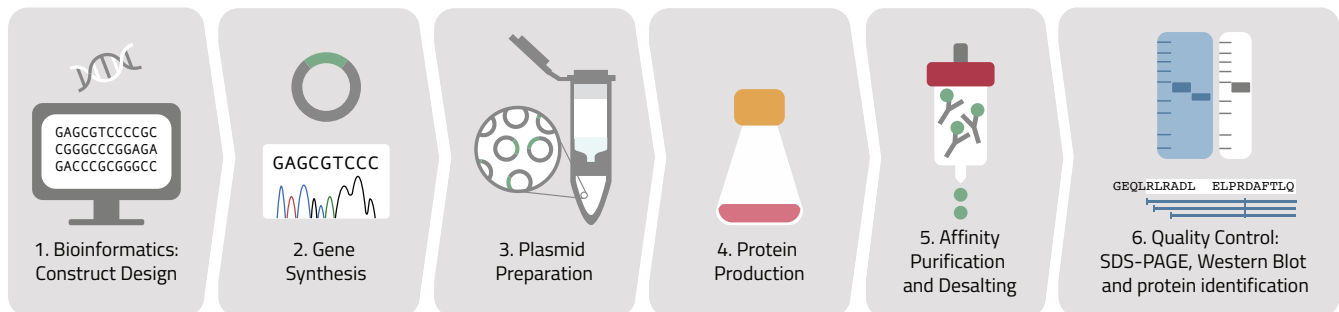 GAGCGTCCCCGC
CGGGCCCGGAGA
GACCCGCGGGCC
1. Bioinformatics:
Construct Design
GAGCGTCCC
2. Gene
Synthesis
3. Plasmid
Preparation
4. Protein
Production
5. Affinity
Purification
and Desalting
GEQLRLRADL ELPRDAFTLQ
6. Quality Control:
SDS-PAGE, Western Blot
and protein identification